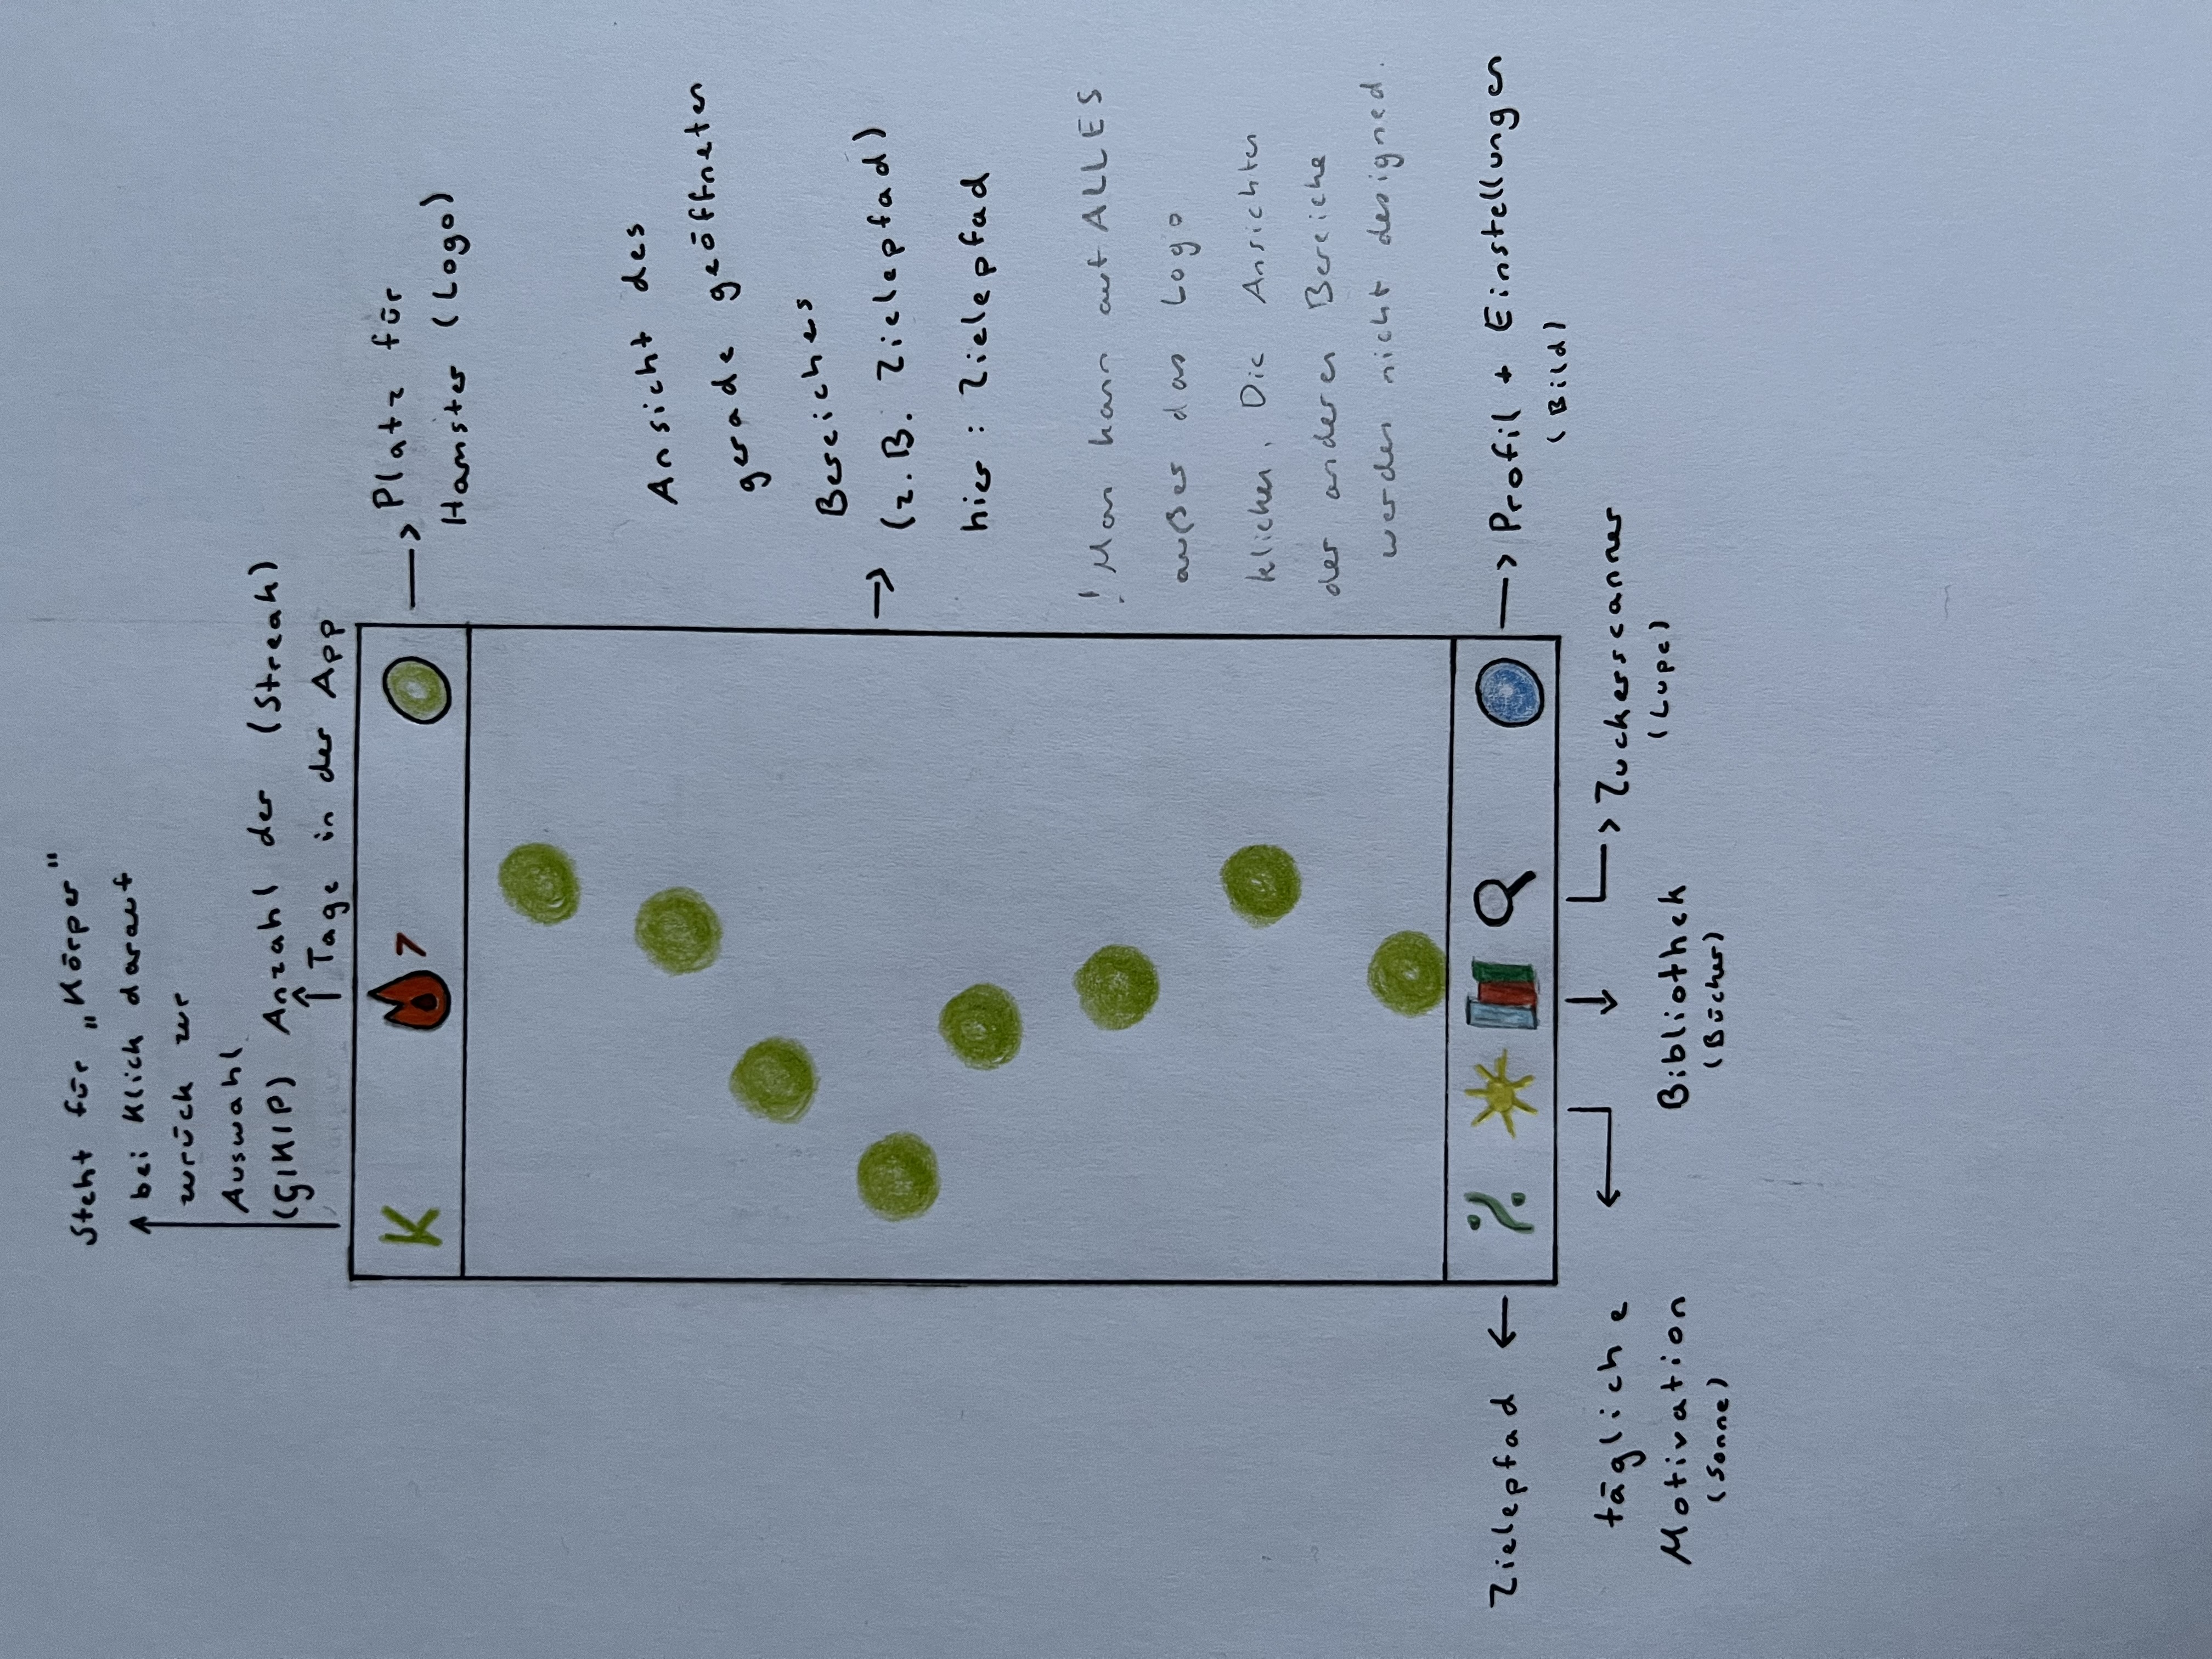 Steht für „Körper"
bei Klick darauf
zurück zur
Auswahl
(G/K/P)
Anzahl der (Streak)
Tage in der App
K
7
Platz für
Hamster (Logo)
Ansicht des
gerade geöffneten
Bereiches
(z.B. Zielepfad)
hier: Zielepfad
! Man kann auf ALLES
außer das Logo
klicken. Die Ansichten
der anderen Bereiche
werden nicht designed.
Zielepfad
Profil + Einstellungen
(Bild)
tägliche
Motivation
(Sonne)
Bibliothek
(Bücher)
Zuckerscanner
(Lupe)